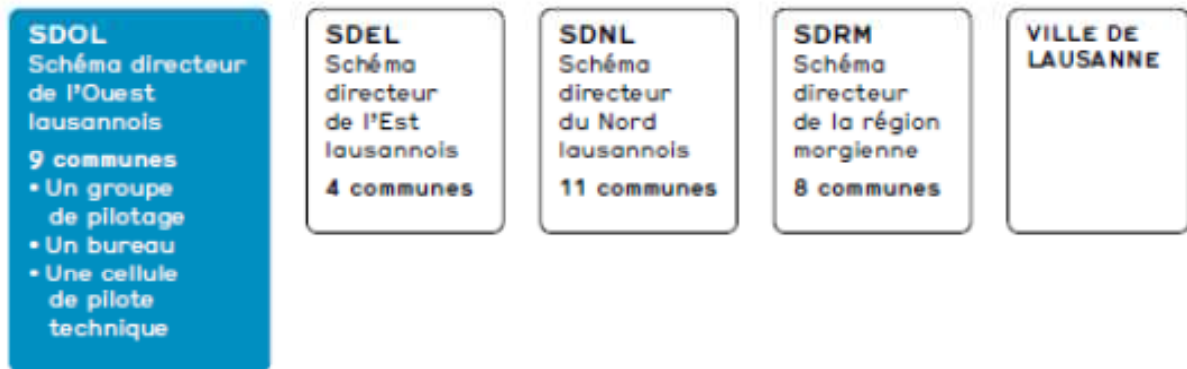 SDOL
Schéma directeur
de l'Ouest
lausannois
9 communes
• Un groupe
de pilotage
• Un bureau
• Une cellule
de pilote
technique
SDEL
Schéma
directeur
de l'Est
lausannois
4 communes
SDNL
Schéma
directeur
du Nord
lausannois
11 communes
SDRM
Schéma
directeur
de la région
morgienne
8 communes
VILLE DE
LAUSANNE